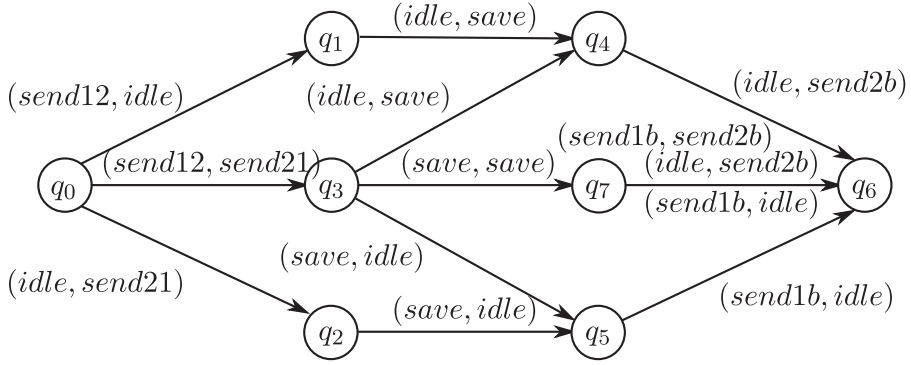 (idle, save)
q1
q4
(send12, idle)
(idle, save)
(idle, send2b)
(send1b, send2b)
(send12, send21)
(save, save)
(idle, send2b)
q0
q3
q7
q6
(send1b, idle)
(save, idle)
(idle, send21)
(save, idle)
(send1b, idle)
q2
q5